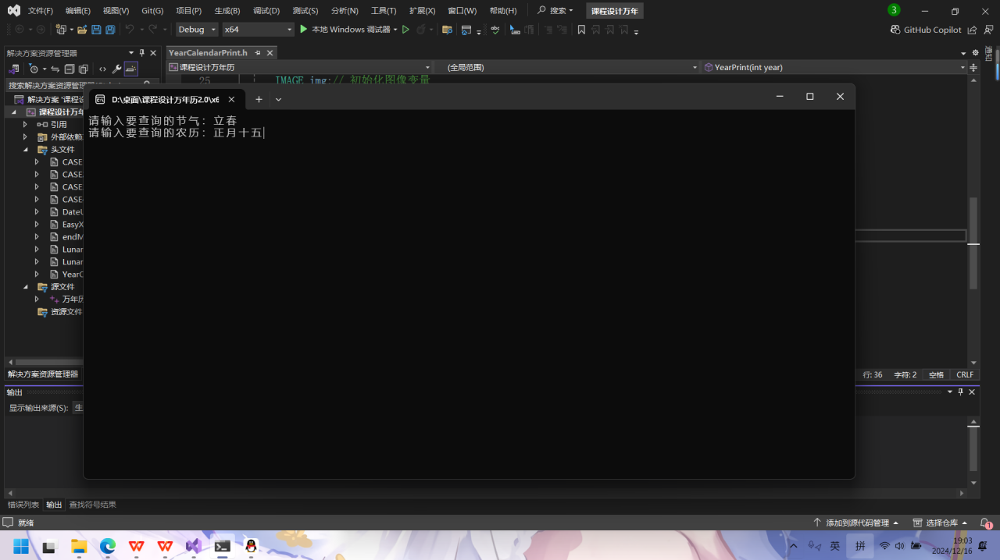 文件(F) 编辑(E) 视图(V) Git(G) 项目(P) 生成(B) 调试(D) 测试(S) 分析(N) 工具(T) 扩展(X) 窗口(W) 帮助(H) 搜索 课程设计万年 3
Debug x64 本地 Windows 调试器 GitHub Copilot
解决方案资源管理器 YearCalendarPrint.h
课程设计万年历 (全局范围) YearPrint(int year) 通知
搜索解决方案资源管理器
25 IMAGE img;// 初始化图像变量
解决方案 '课程设
课程设计万年
引用
外部依赖
头文件
CASE
CASE
CASE
CASE
DateU
EasyX
endM
Lunar
Lunar
YearC
源文件
万年历
资源文件
D:\桌面\课程设计万年历2.0\x6
请输入要查询的节气：立春
请输入要查询的农历：正月十五
解决方案资源管理器 行: 36 字符: 2 空格 CRLF
输出
显示输出来源(S): 生
错误列表 输出 查找符号结果
就绪 添加到源代码管理 选择仓库 1
英 拼 19:03
2024/12/16